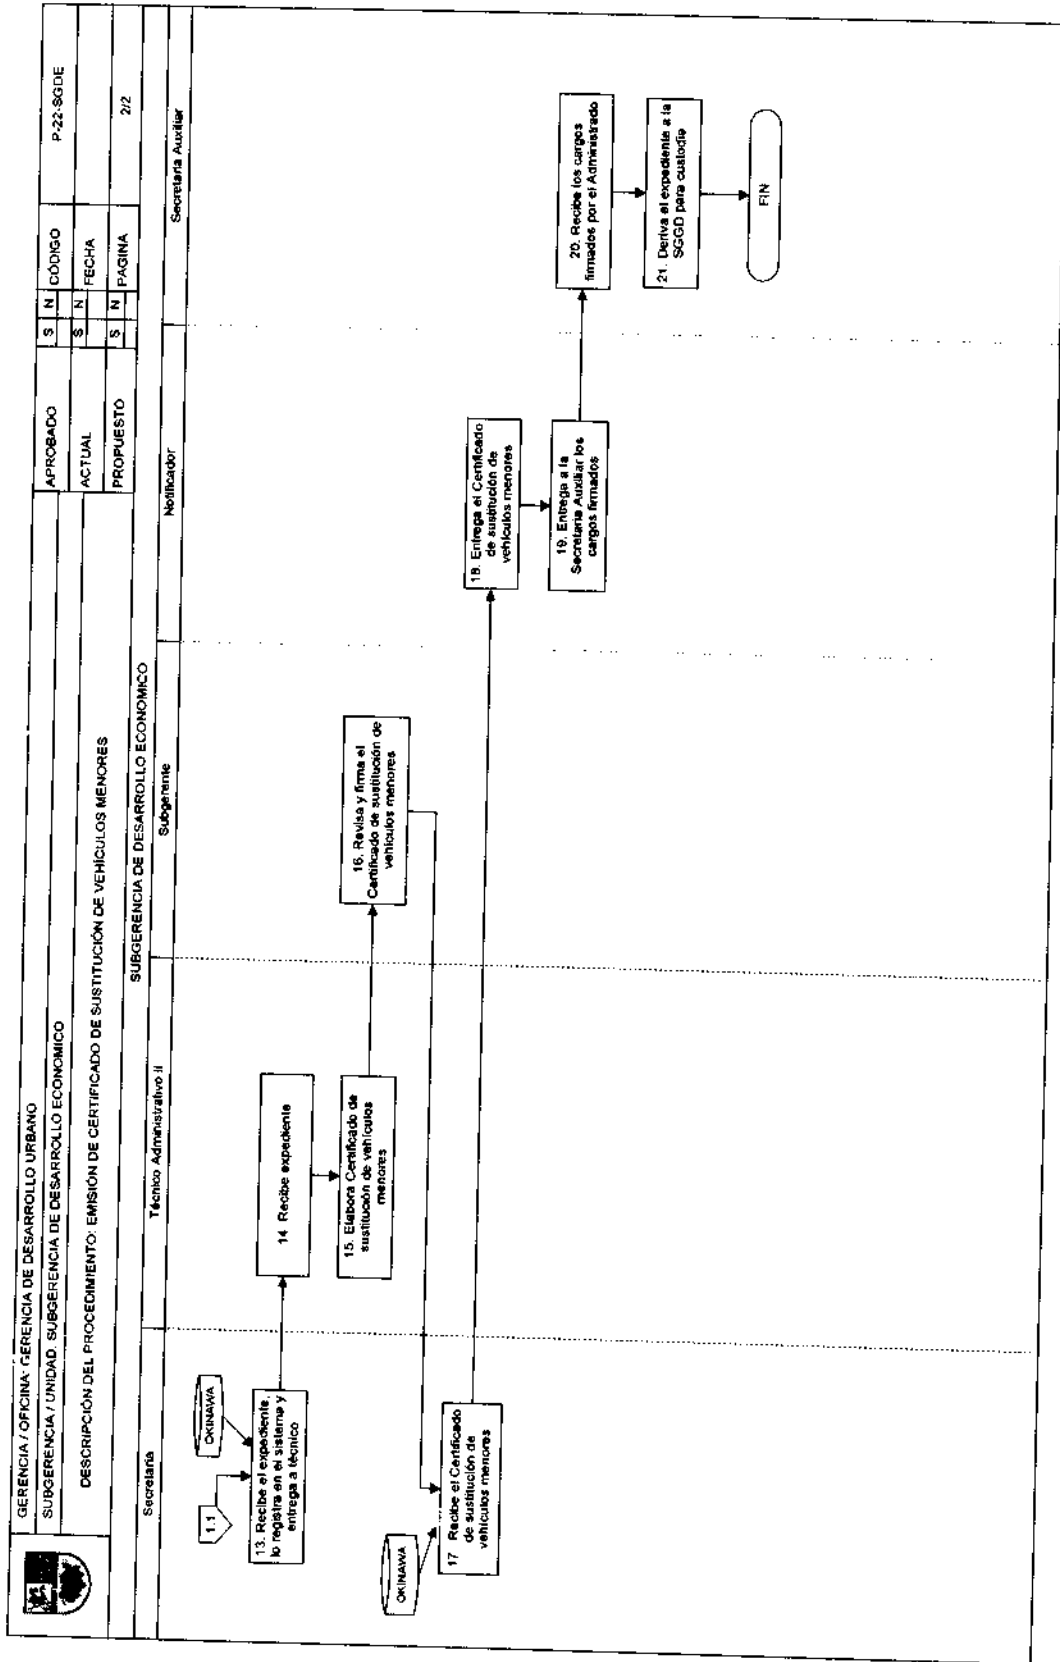 GERENCIA / OFICINA: GERENCIA DE DESARROLLO URBANO
SUBGERENCIA / UNIDAD. SUBGERENCIA DE DESARROLLO ECONOMICO
DESCRIPCIÓN DEL PROCEDIMIENTO: EMISIÓN DE CERTIFICADO DE SUSTITUCIÓN DE VEHÍCULOS MENORES
APROBADO S N CÓDIGO P-22-SGDE
ACTUAL S N FECHA
PROPUESTO S N PAGINA 2/2
SUBGERENCIA DE DESARROLLO ECONOMICO
Secretaria
Técnico Administrativo II
Subgerente
Notificador
Secretaria Auxiliar
1.1
OKINAWA
13. Recibe el expediente,
lo registra en el sistema y
entrega a técnico
14 Recibe expediente
15. Elabora Certificado de
sustitución de vehículos
menores
16. Revisa y firma el
Certificado de sustitución de
vehículos menores
OKINAWA
17 Recibe el Certificado
de sustitución de
vehículos menores
18. Entrega el Certificado
de sustitución de
vehículos menores
19. Entrega a la
Secretaria Auxiliar los
cargos firmados
20. Recibe los cargos
firmados por el Administrado
21. Deriva el expediente a la
SGGD para custodia
FIN